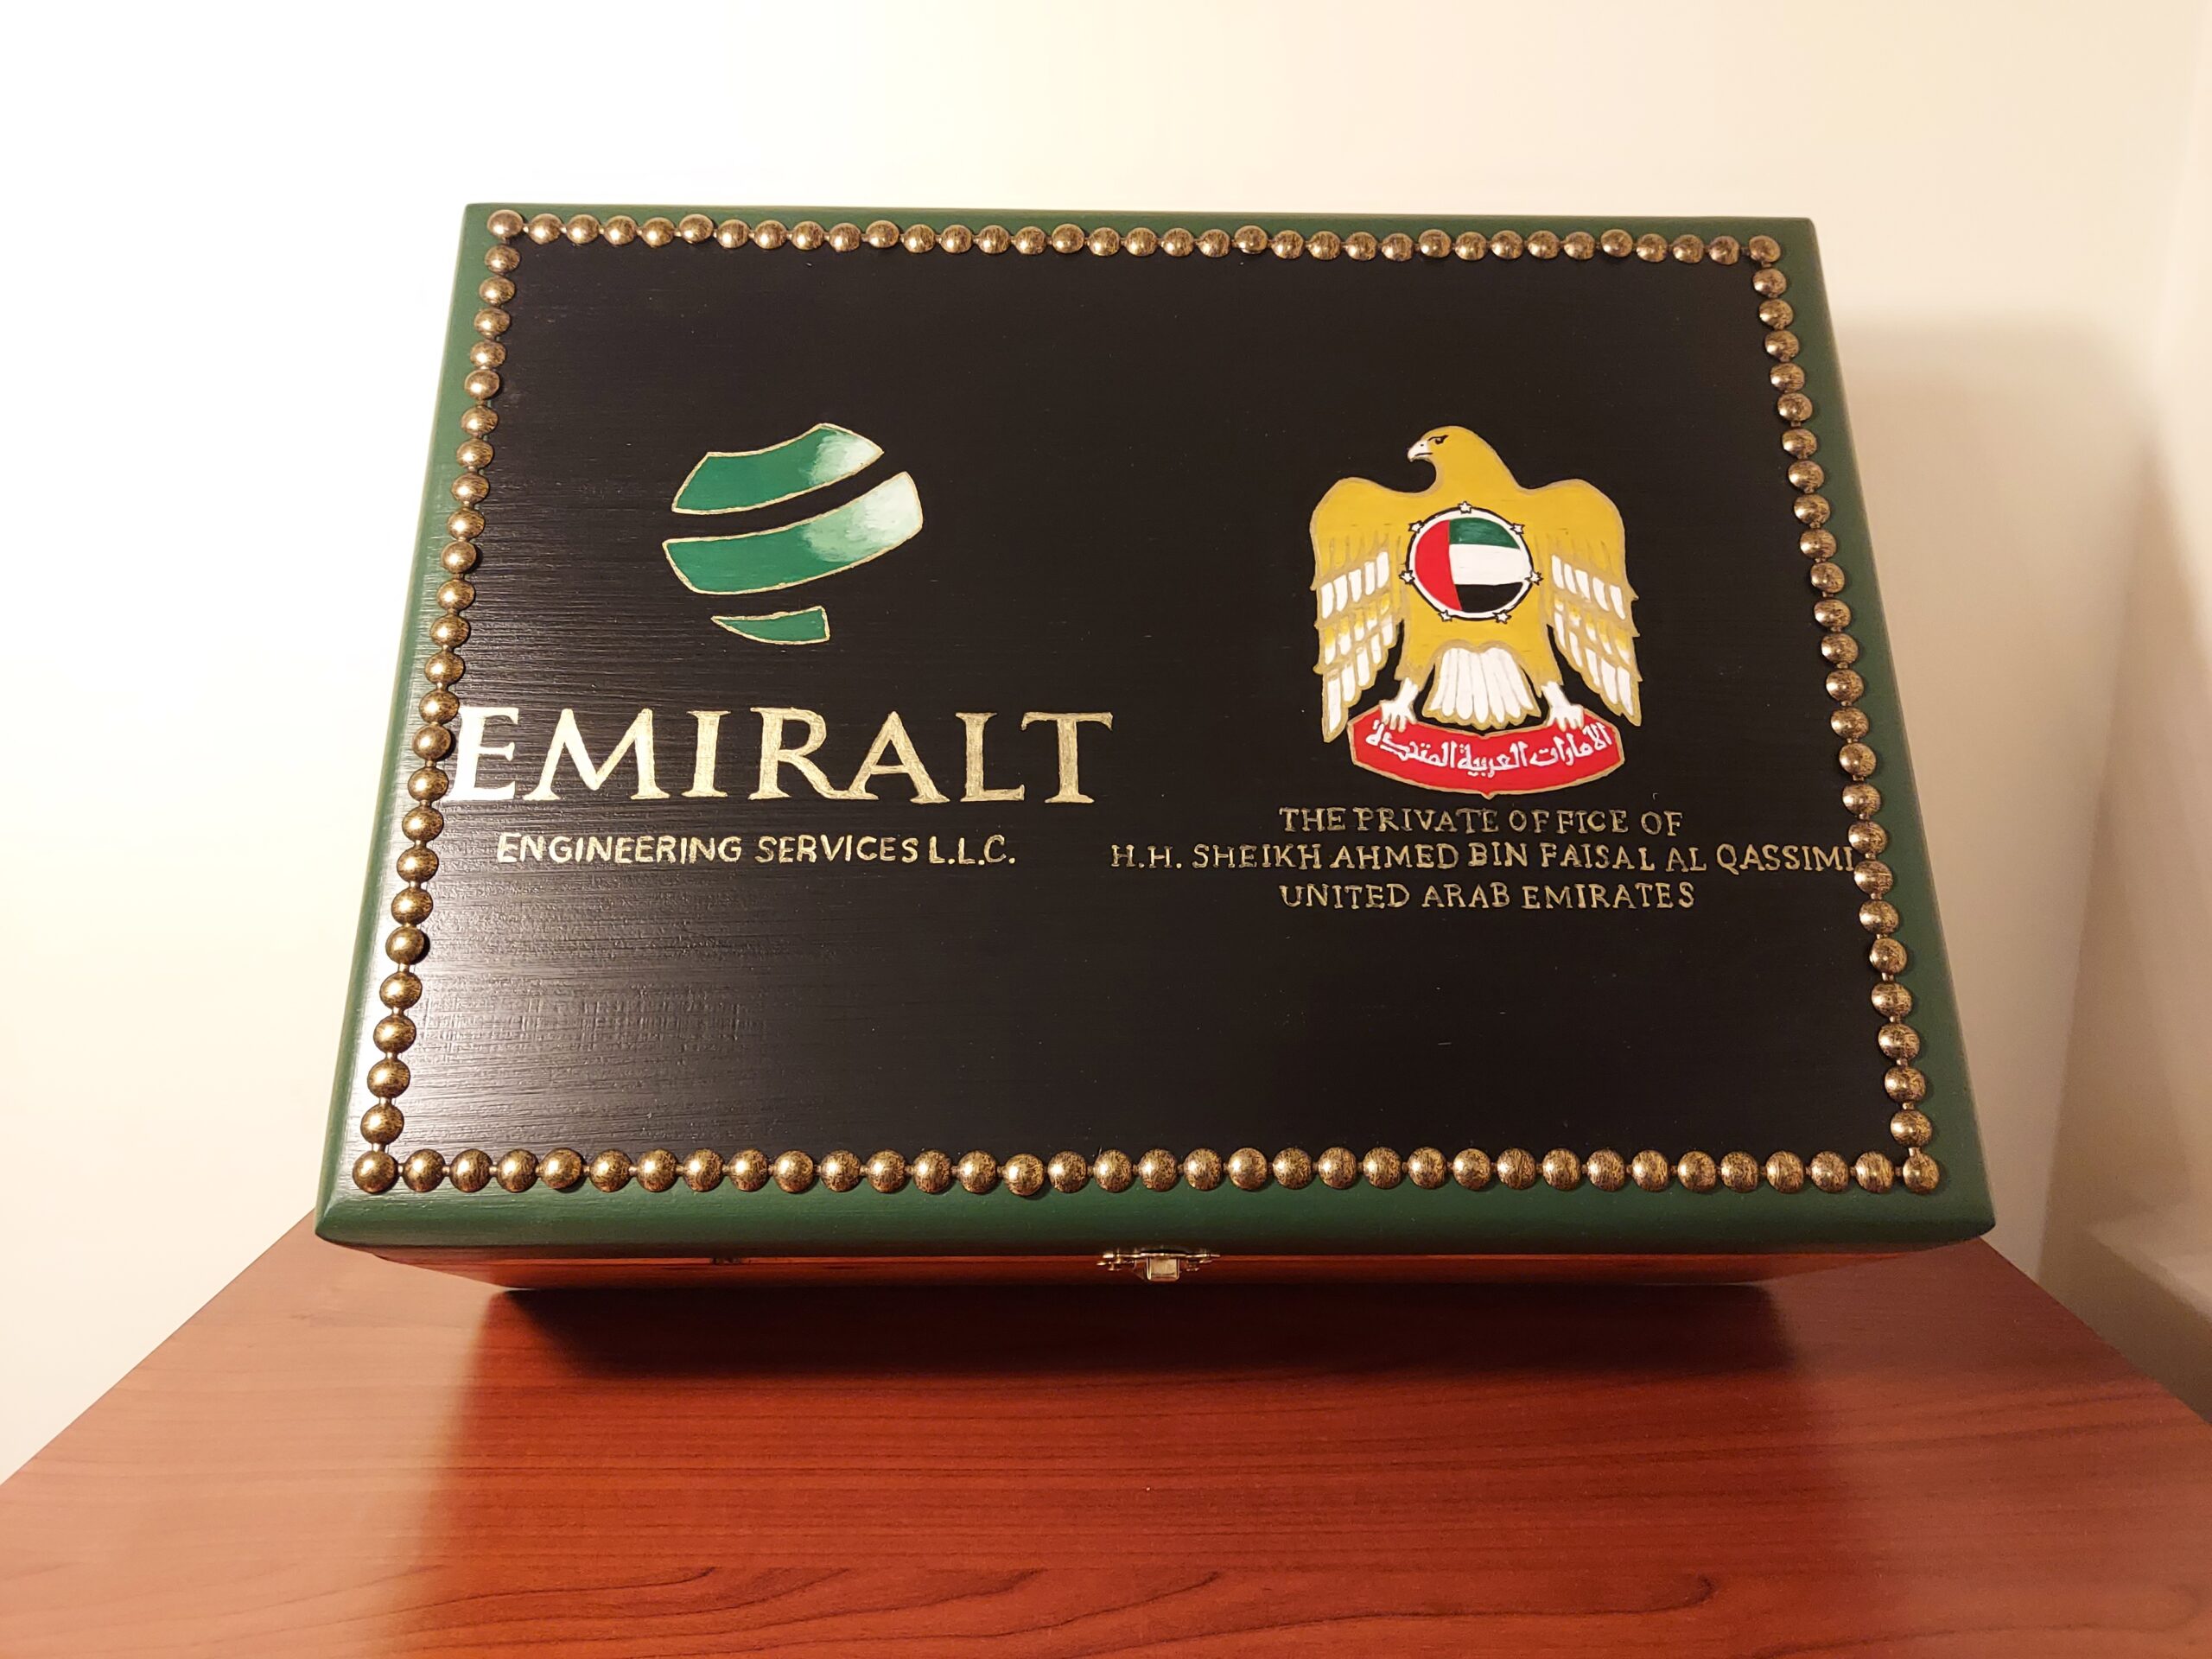 EMIRALT
ENGINEERING SERVICES L.L.C.
الامارات العربية المتحدة
THE PRIVATE OFFICE OF
H.H. SHEIKH AHMED BIN FAISAL AL QASSIMI
UNITED ARAB EMIRATES